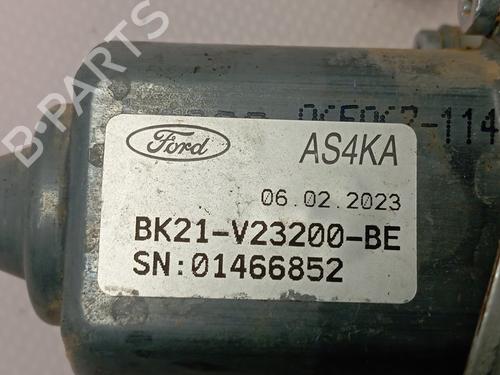 B-PARTS
Ford AS4KA
06.02.2023
BK21-V23200-BE
SN:01466852